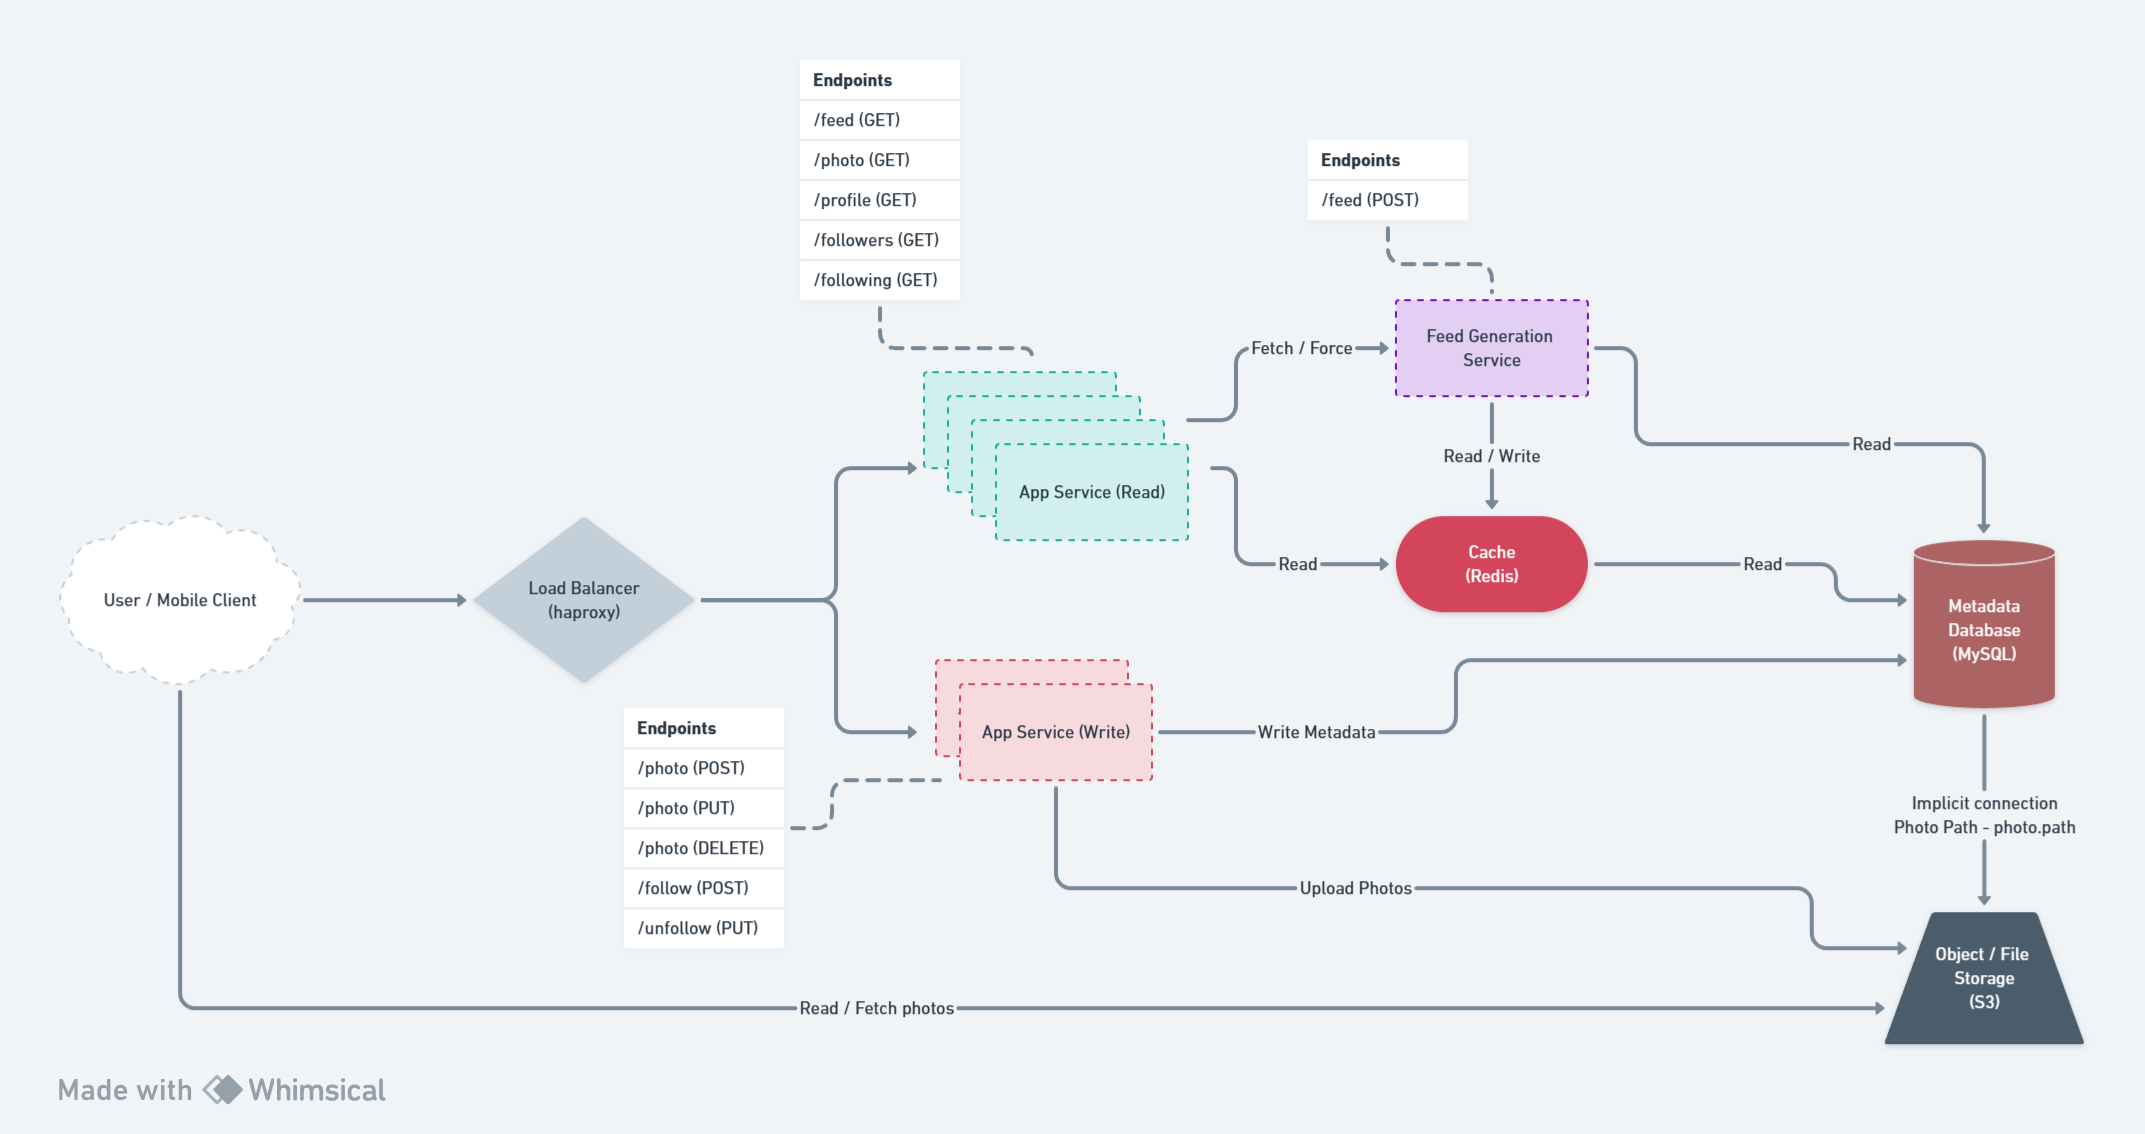 Endpoints
/feed (GET)
/photo (GET)
/profile (GET)
/followers (GET)
/following (GET)
Endpoints
/feed (POST)
Feed Generation
Service
Fetch / Force
Read / Write
Read
App Service (Read)
User / Mobile Client
Load Balancer
(haproxy)
Read
Cache
(Redis)
Read
Metadata
Database
(MySQL)
App Service (Write)
Write Metadata
Endpoints
/photo (POST)
/photo (PUT)
/photo (DELETE)
/follow (POST)
/unfollow (PUT)
Implicit connection
Photo Path - photo.path
Upload Photos
Object / File
Storage
(S3)
Read / Fetch photos
Made with Whimsical